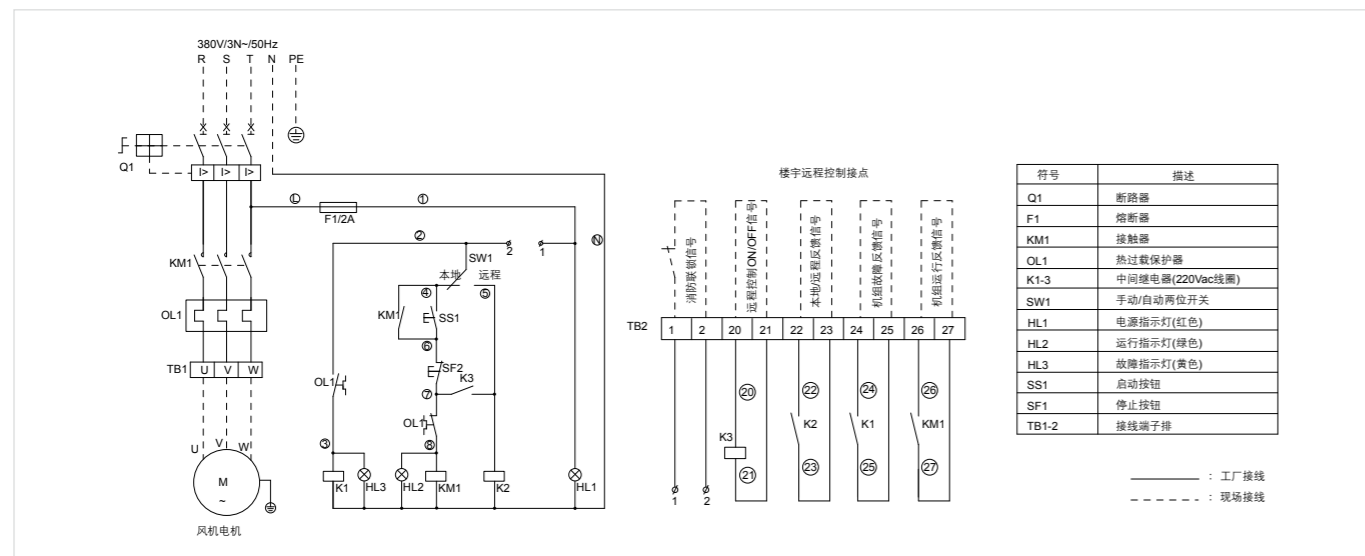 380V/3N~/50Hz
R S T N PE
Q1
I> I> I>
L
F1/2A
1
2
2
1
N
SW1
本地
远程
KM1
4
5
KM1
SS1
OL1
6
SF2
TB1 U V W
OL1
K3
7
OL1
3
8
U V W
M
~
K1
HL3
HL2
KM1
K2
HL1
风机电机
楼宇远程控制接点
消防联锁信号
远程控制ON/OFF信号
本地/远程反馈信号
机组故障反馈信号
机组运行反馈信号
TB2 1 2 20 21 22 23 24 25 26 27
20
22
24
26
K3
K2
K1
KM1
21
23
25
27
1
2
符号 描述
Q1 断路器
F1 熔断器
KM1 接触器
OL1 热过载保护器
K1-3 中间继电器(220Vac线圈)
SW1 手动/自动两位开关
HL1 电源指示灯(红色)
HL2 运行指示灯(绿色)
HL3 故障指示灯(黄色)
SS1 启动按钮
SF1 停止按钮
TB1-2 接线端子排
: 工厂接线
: 现场接线